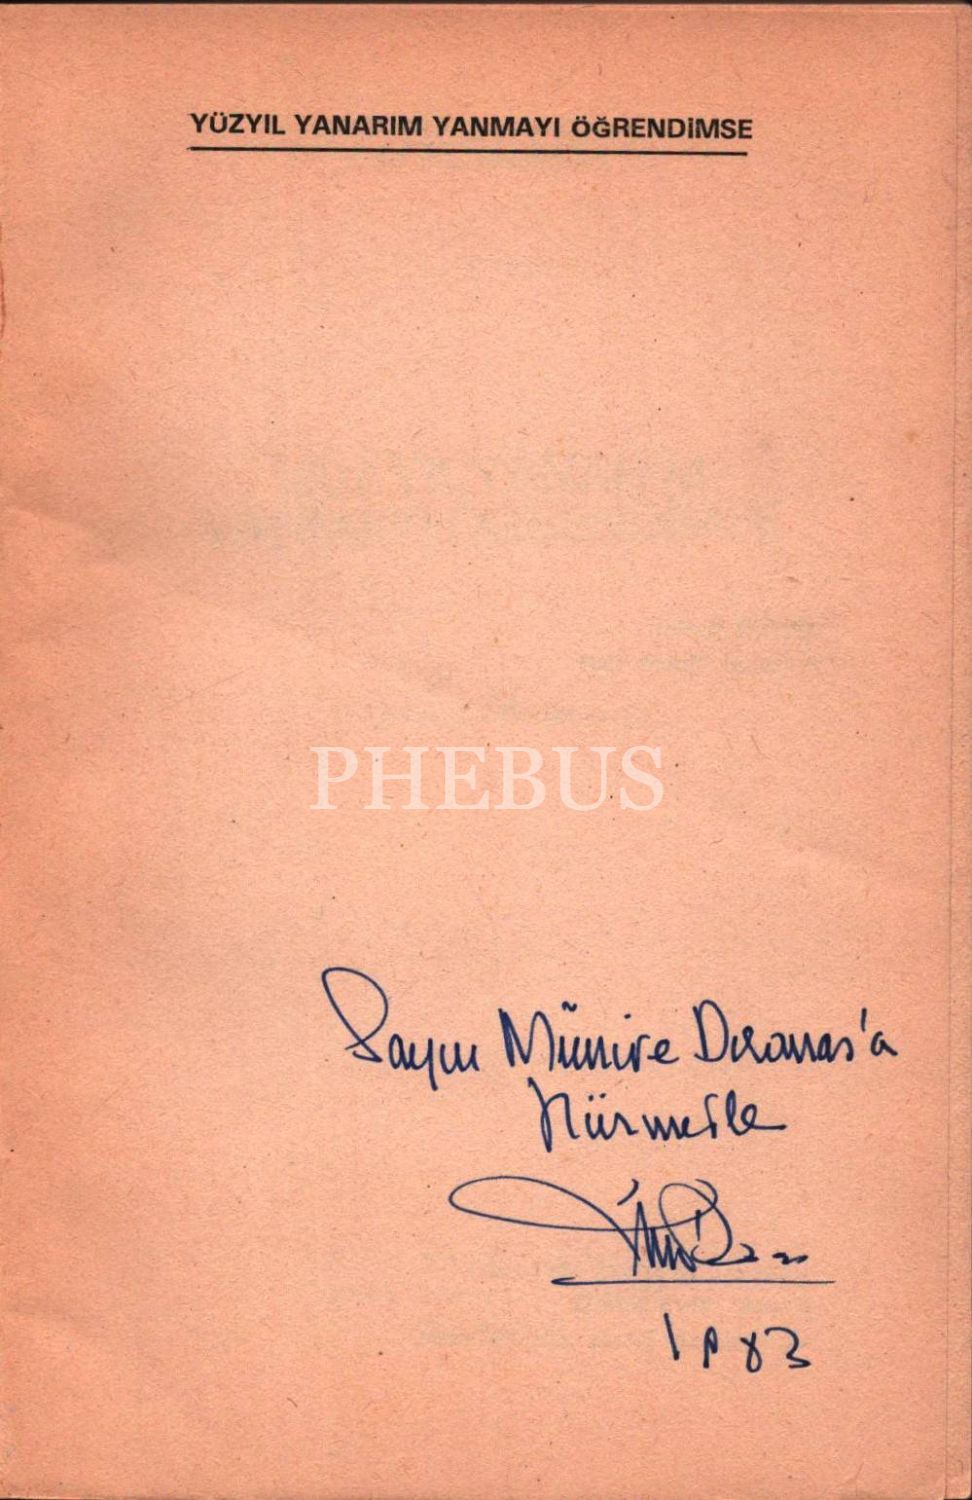 YÜZYIL YANARIM YANMAYI ÖĞRENDİMSE
PHEBUS
Sayın Münire Dıranas'a
Hürmetle
1983